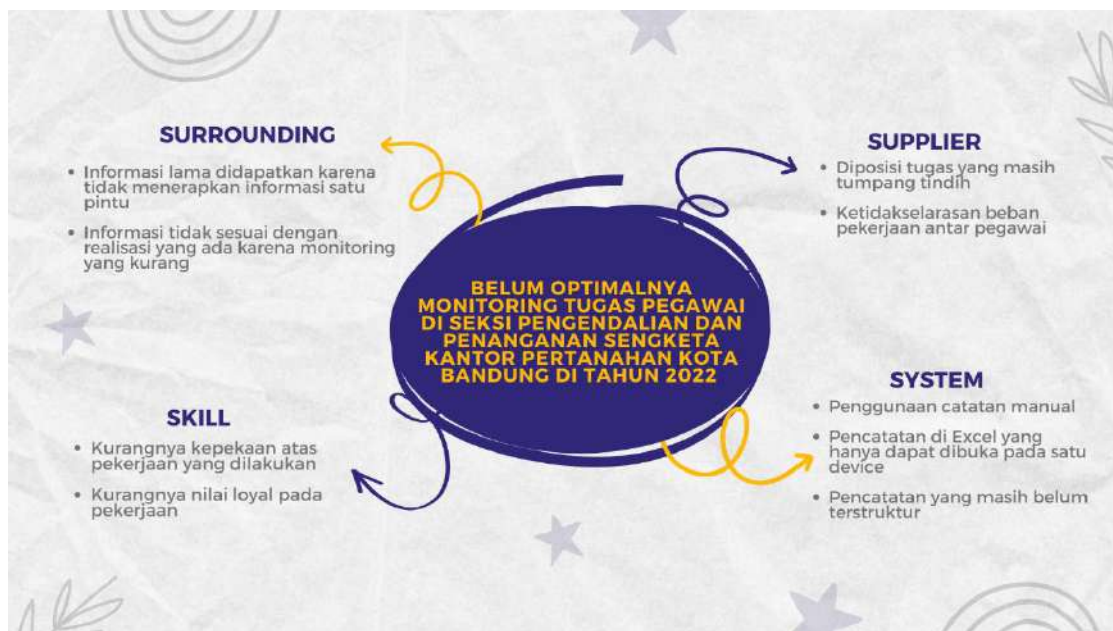 SURROUNDING
• Informasi lama didapatkan karena
tidak menerapkan informasi satu
pintu
• Informasi tidak sesuai dengan
realisasi yang ada karena monitoring
yang kurang
SUPPLIER
• Diposisi tugas yang masih
tumpang tindih
• Ketidakselarasan beban
pekerjaan antar pegawai
BELUM OPTIMALNYA
MONITORING TUGAS PEGAWAI
DI SEKSI PENGENDALIAN DAN
PENANGANAN SENGKETA
KANTOR PERTANAHAN KOTA
BANDUNG DI TAHUN 2022
SKILL
• Kurangnya kepekaan atas
pekerjaan yang dilakukan
• Kurangnya nilai loyal pada
pekerjaan
SYSTEM
• Penggunaan catatan manual
• Pencatatan di Excel yang
hanya dapat dibuka pada satu
device
• Pencatatan yang masih belum
terstruktur